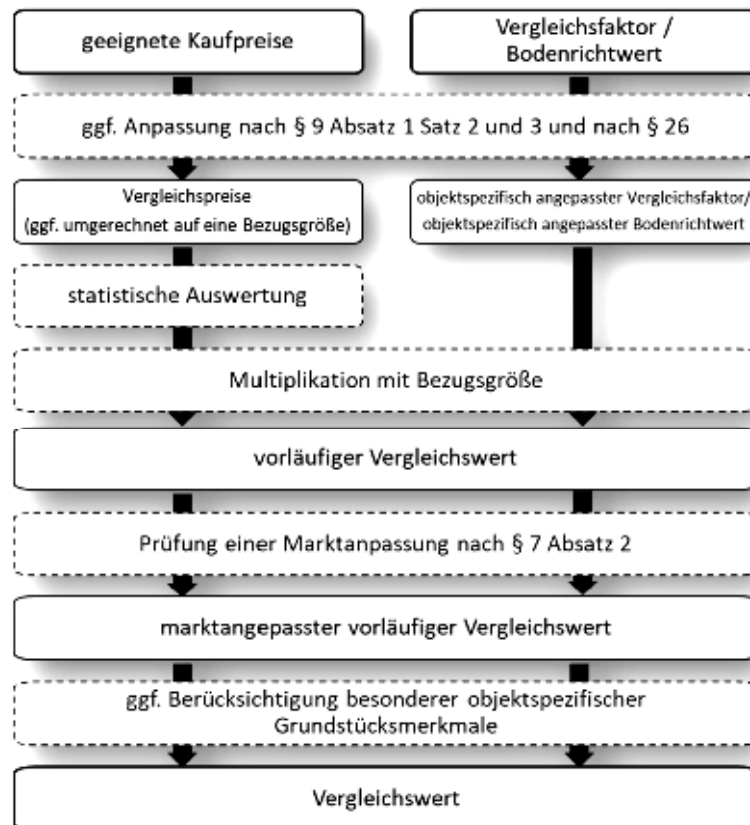 geeignete Kaufpreise
Vergleichsfaktor /
Bodenrichtwert
ggf. Anpassung nach § 9 Absatz 1 Satz 2 und 3 und nach § 26
Vergleichspreise
(ggf. umgerechnet auf eine Bezugsgröße)
objektspezifisch angepasster Vergleichsfaktor/
objektspezifisch angepasster Bodenrichtwert
statistische Auswertung
Multiplikation mit Bezugsgröße
vorläufiger Vergleichswert
Prüfung einer Marktanpassung nach § 7 Absatz 2
marktangepasster vorläufiger Vergleichswert
ggf. Berücksichtigung besonderer objektspezifischer
Grundstücksmerkmale
Vergleichswert